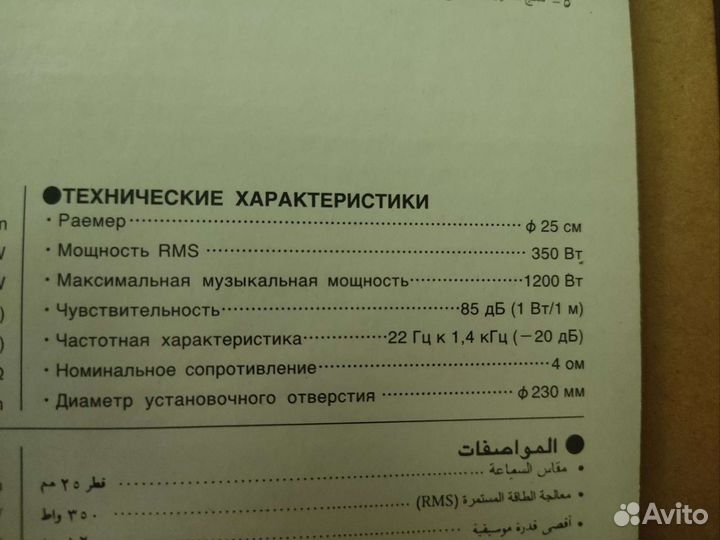 ●ТЕХНИЧЕСКИЕ ХАРАКТЕРИСТИКИ
• Раемер ϕ 25 см
• Мощность RMS 350 Вт
• Максимальная музыкальная мощность 1200 Вт
• Чувствительность 85 дБ (1 Вт/1 м)
• Частотная характеристика 22 Гц к 1,4 кГц (−20 дБ)
• Номинальное сопротивление 4 ом
• Диаметр установочного отверстия ϕ 230 мм
● المواصفات
• مقاس السماعة قطر ٢٥ سم
• معالجة الطاقة المستمرة (RMS) ٣٥٠ واط
• أقصى قدرة موسيقية
Avito